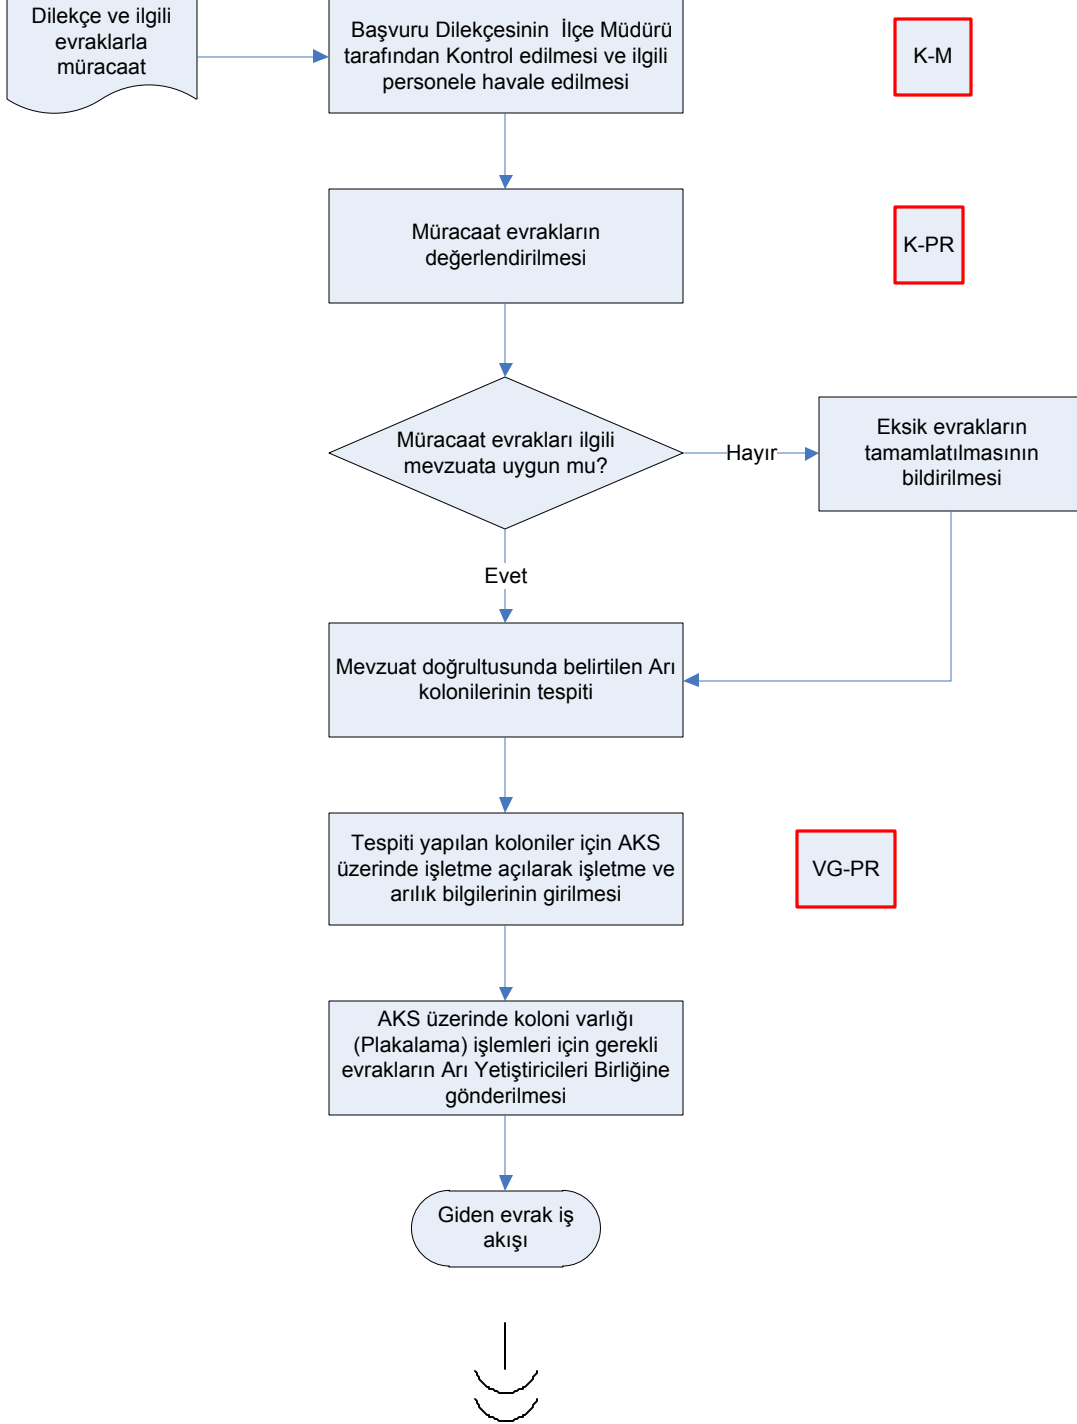 Dilekçe ve ilgili
evraklarla
müracaat
Başvuru Dilekçesinin İlçe Müdürü
tarafından Kontrol edilmesi ve ilgili
personele havale edilmesi
K-M
Müracaat evrakların
değerlendirilmesi
K-PR
Müracaat evrakları ilgili
mevzuata uygun mu?
Hayır
Eksik evrakların
tamamlatılmasının
bildirilmesi
Evet
Mevzuat doğrultusunda belirtilen Arı
kolonilerinin tespiti
Tespiti yapılan koloniler için AKS
üzerinde işletme açılarak işletme ve
arılık bilgilerinin girilmesi
VG-PR
AKS üzerinde koloni varlığı
(Plakalama) işlemleri için gerekli
evrakların Arı Yetiştiricileri Birliğine
gönderilmesi
Giden evrak iş
akışı